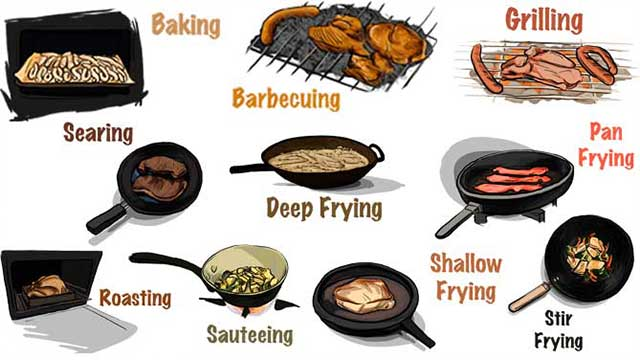 Baking
Grilling
Barbecuing
Searing
Pan
Frying
Deep Frying
Shallow
Frying
Roasting
Sauteeing
Stir
Frying